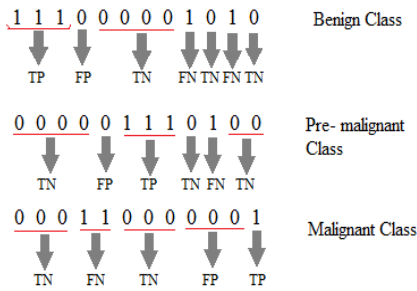 1 1 1 0 0 0 0 0 1 0 1 0 Benign Class
TP FP TN FN TN FN TN
0 0 0 0 0 1 1 1 0 1 0 0 Pre- malignant
Class
TN FP TP TN FN TN
0 0 0 1 1 0 0 0 0 0 0 1 Malignant Class
TN FN TN FP TP